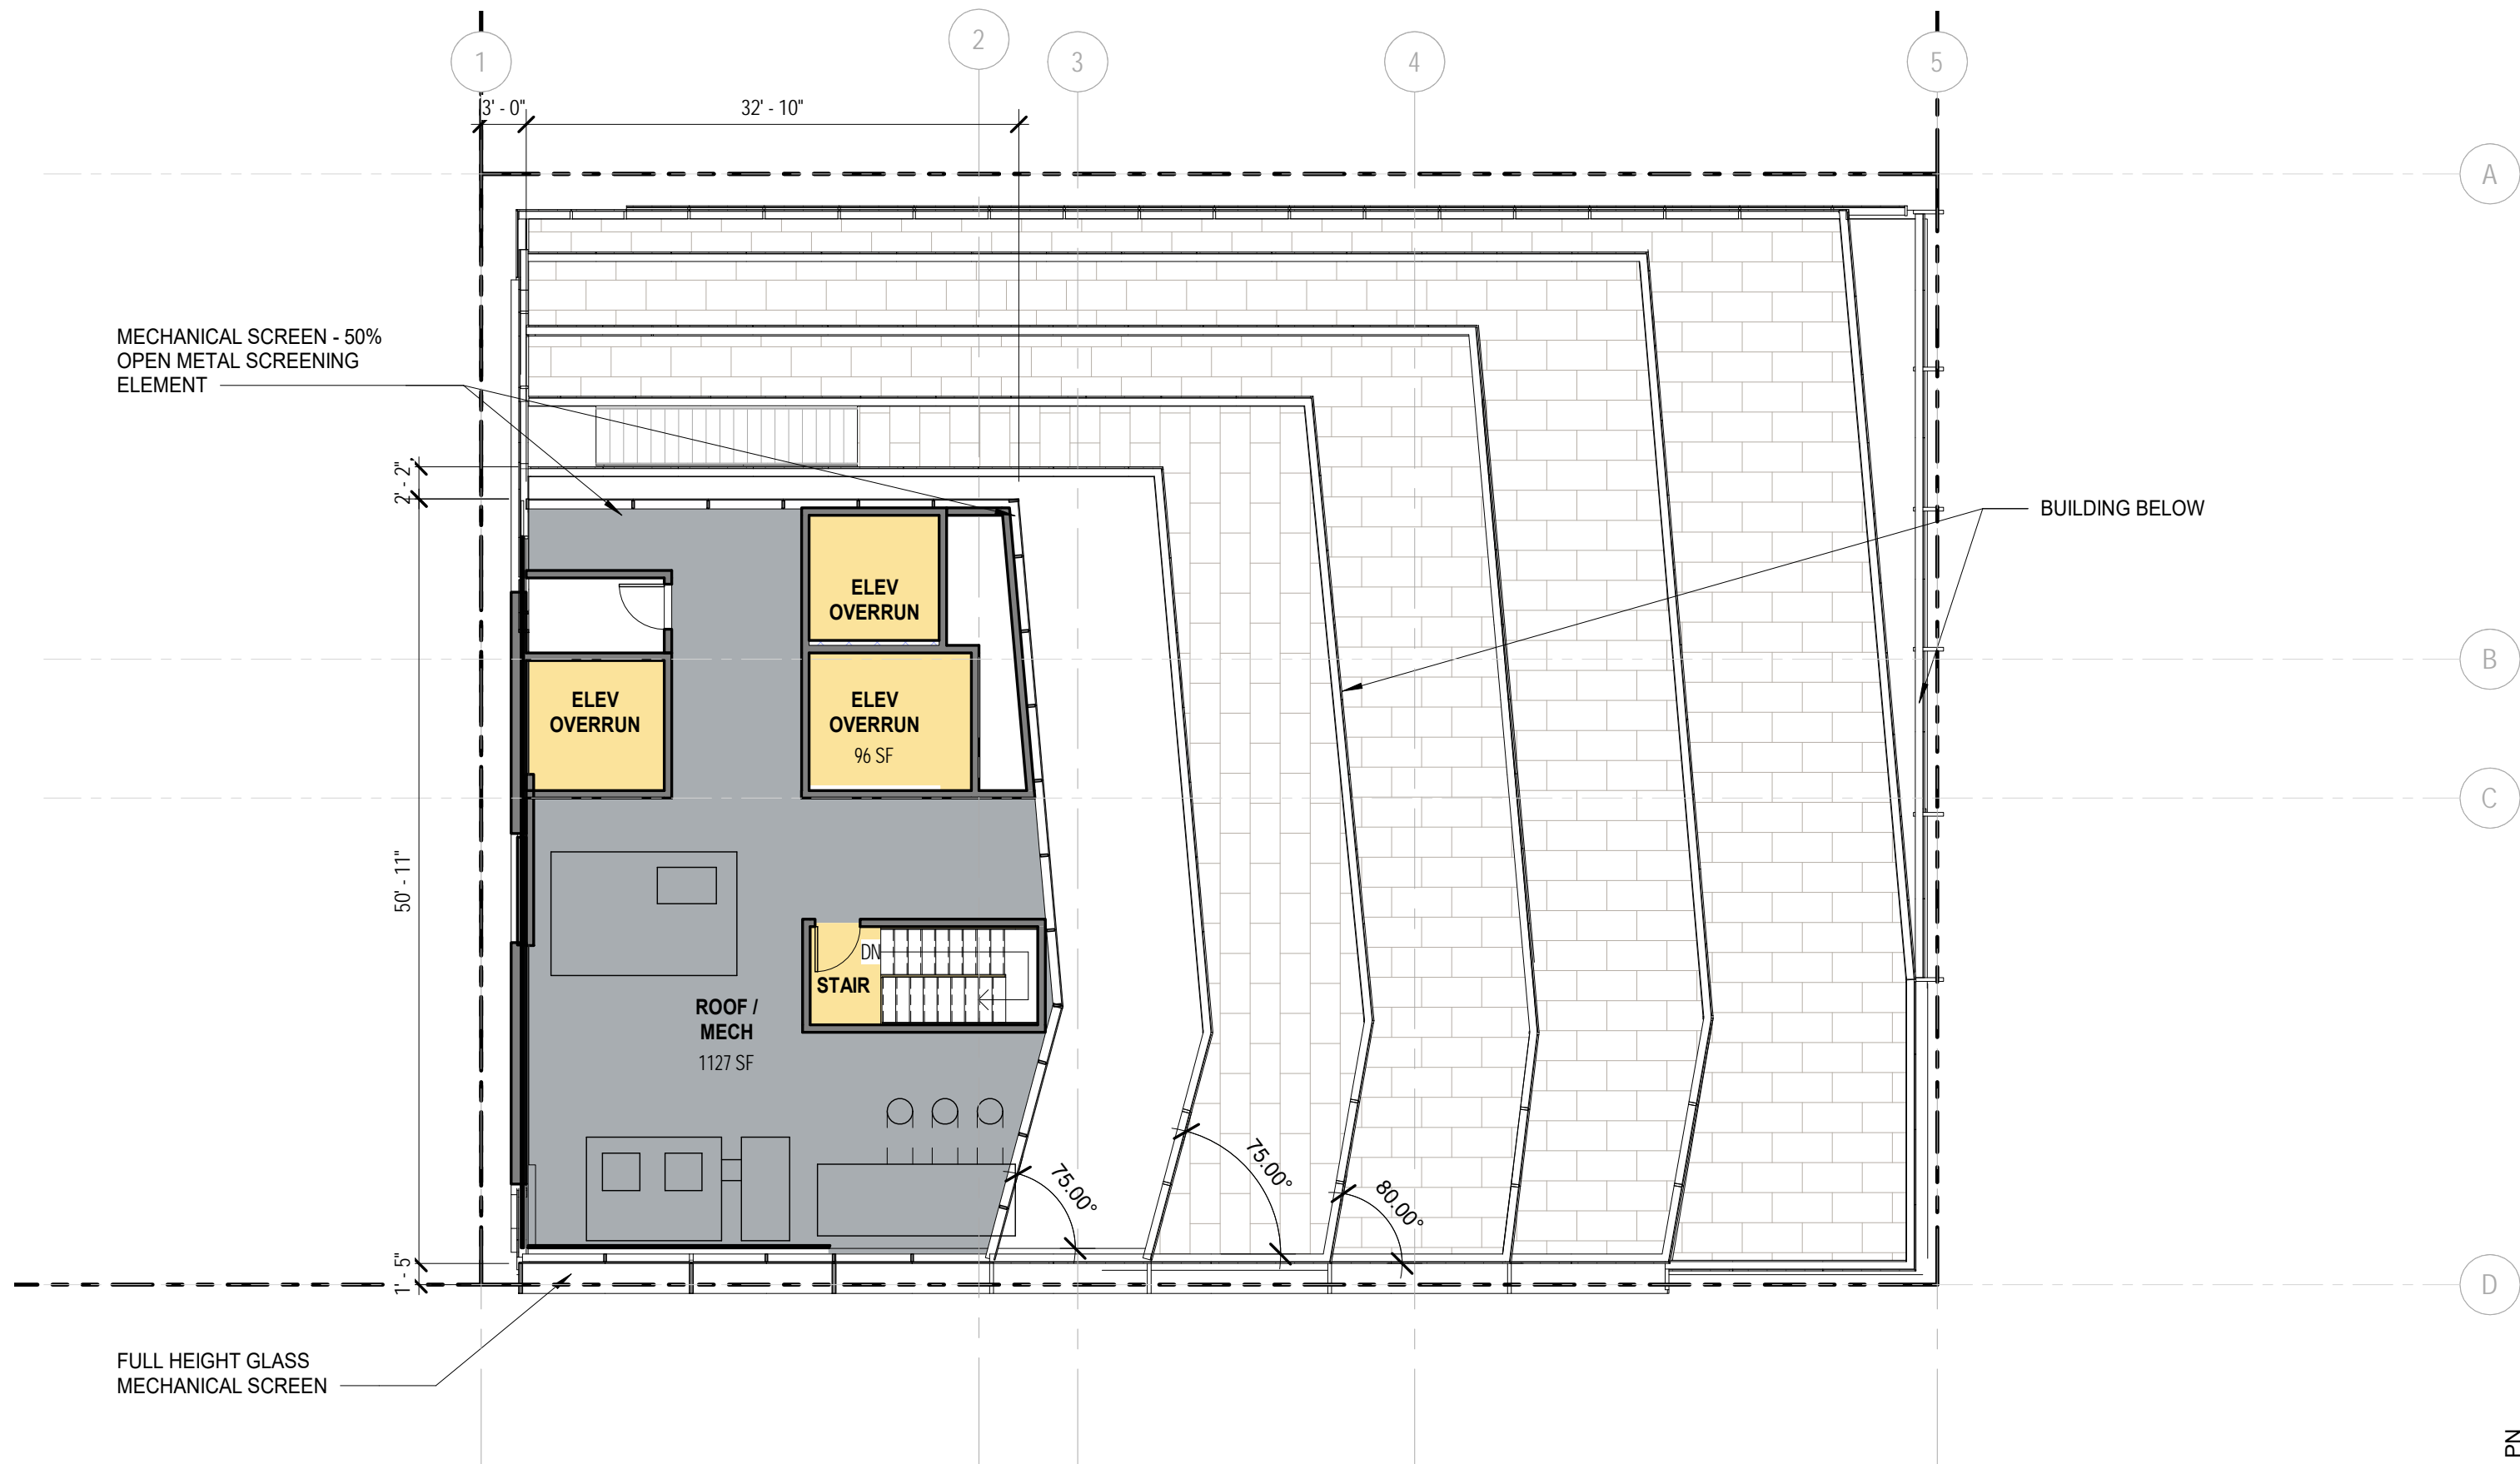 1
2
3
4
5
3' - 0"
32' - 10"
A
MECHANICAL SCREEN - 50%
OPEN METAL SCREENING
ELEMENT
2' - 2"
BUILDING BELOW
ELEV
OVERRUN
B
ELEV
OVERRUN
ELEV
OVERRUN
96 SF
C
50' - 11"
DN
STAIR
ROOF /
MECH
1127 SF
75.00°
75.00°
80.00°
1' - 5"
D
FULL HEIGHT GLASS
MECHANICAL SCREEN
PN